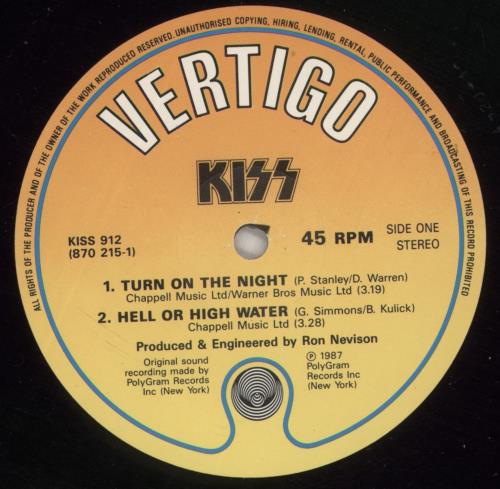 ALL RIGHTS OF THE PRODUCER AND OF THE OWNER OF THE WORK REPRODUCED RESERVED. UNAUTHORISED COPYING, HIRING, LENDING, RENTAL, PUBLIC PERFORMANCE AND BROADCASTING OF THIS RECORD PROHIBITED
VERTIGO
KISS
KISS 912
(870 215-1)
45 RPM
SIDE ONE
STEREO
1. TURN ON THE NIGHT (P. Stanley/D. Warren)
Chappell Music Ltd/Warner Bros Music Ltd (3.19)
2. HELL OR HIGH WATER (G. Simmons/B. Kulick)
Chappell Music Ltd (3.28)
Produced & Engineered by Ron Nevison
Original sound
recording made by
PolyGram Records
Inc (New York)
℗ 1987
PolyGram
Records Inc
(New York)